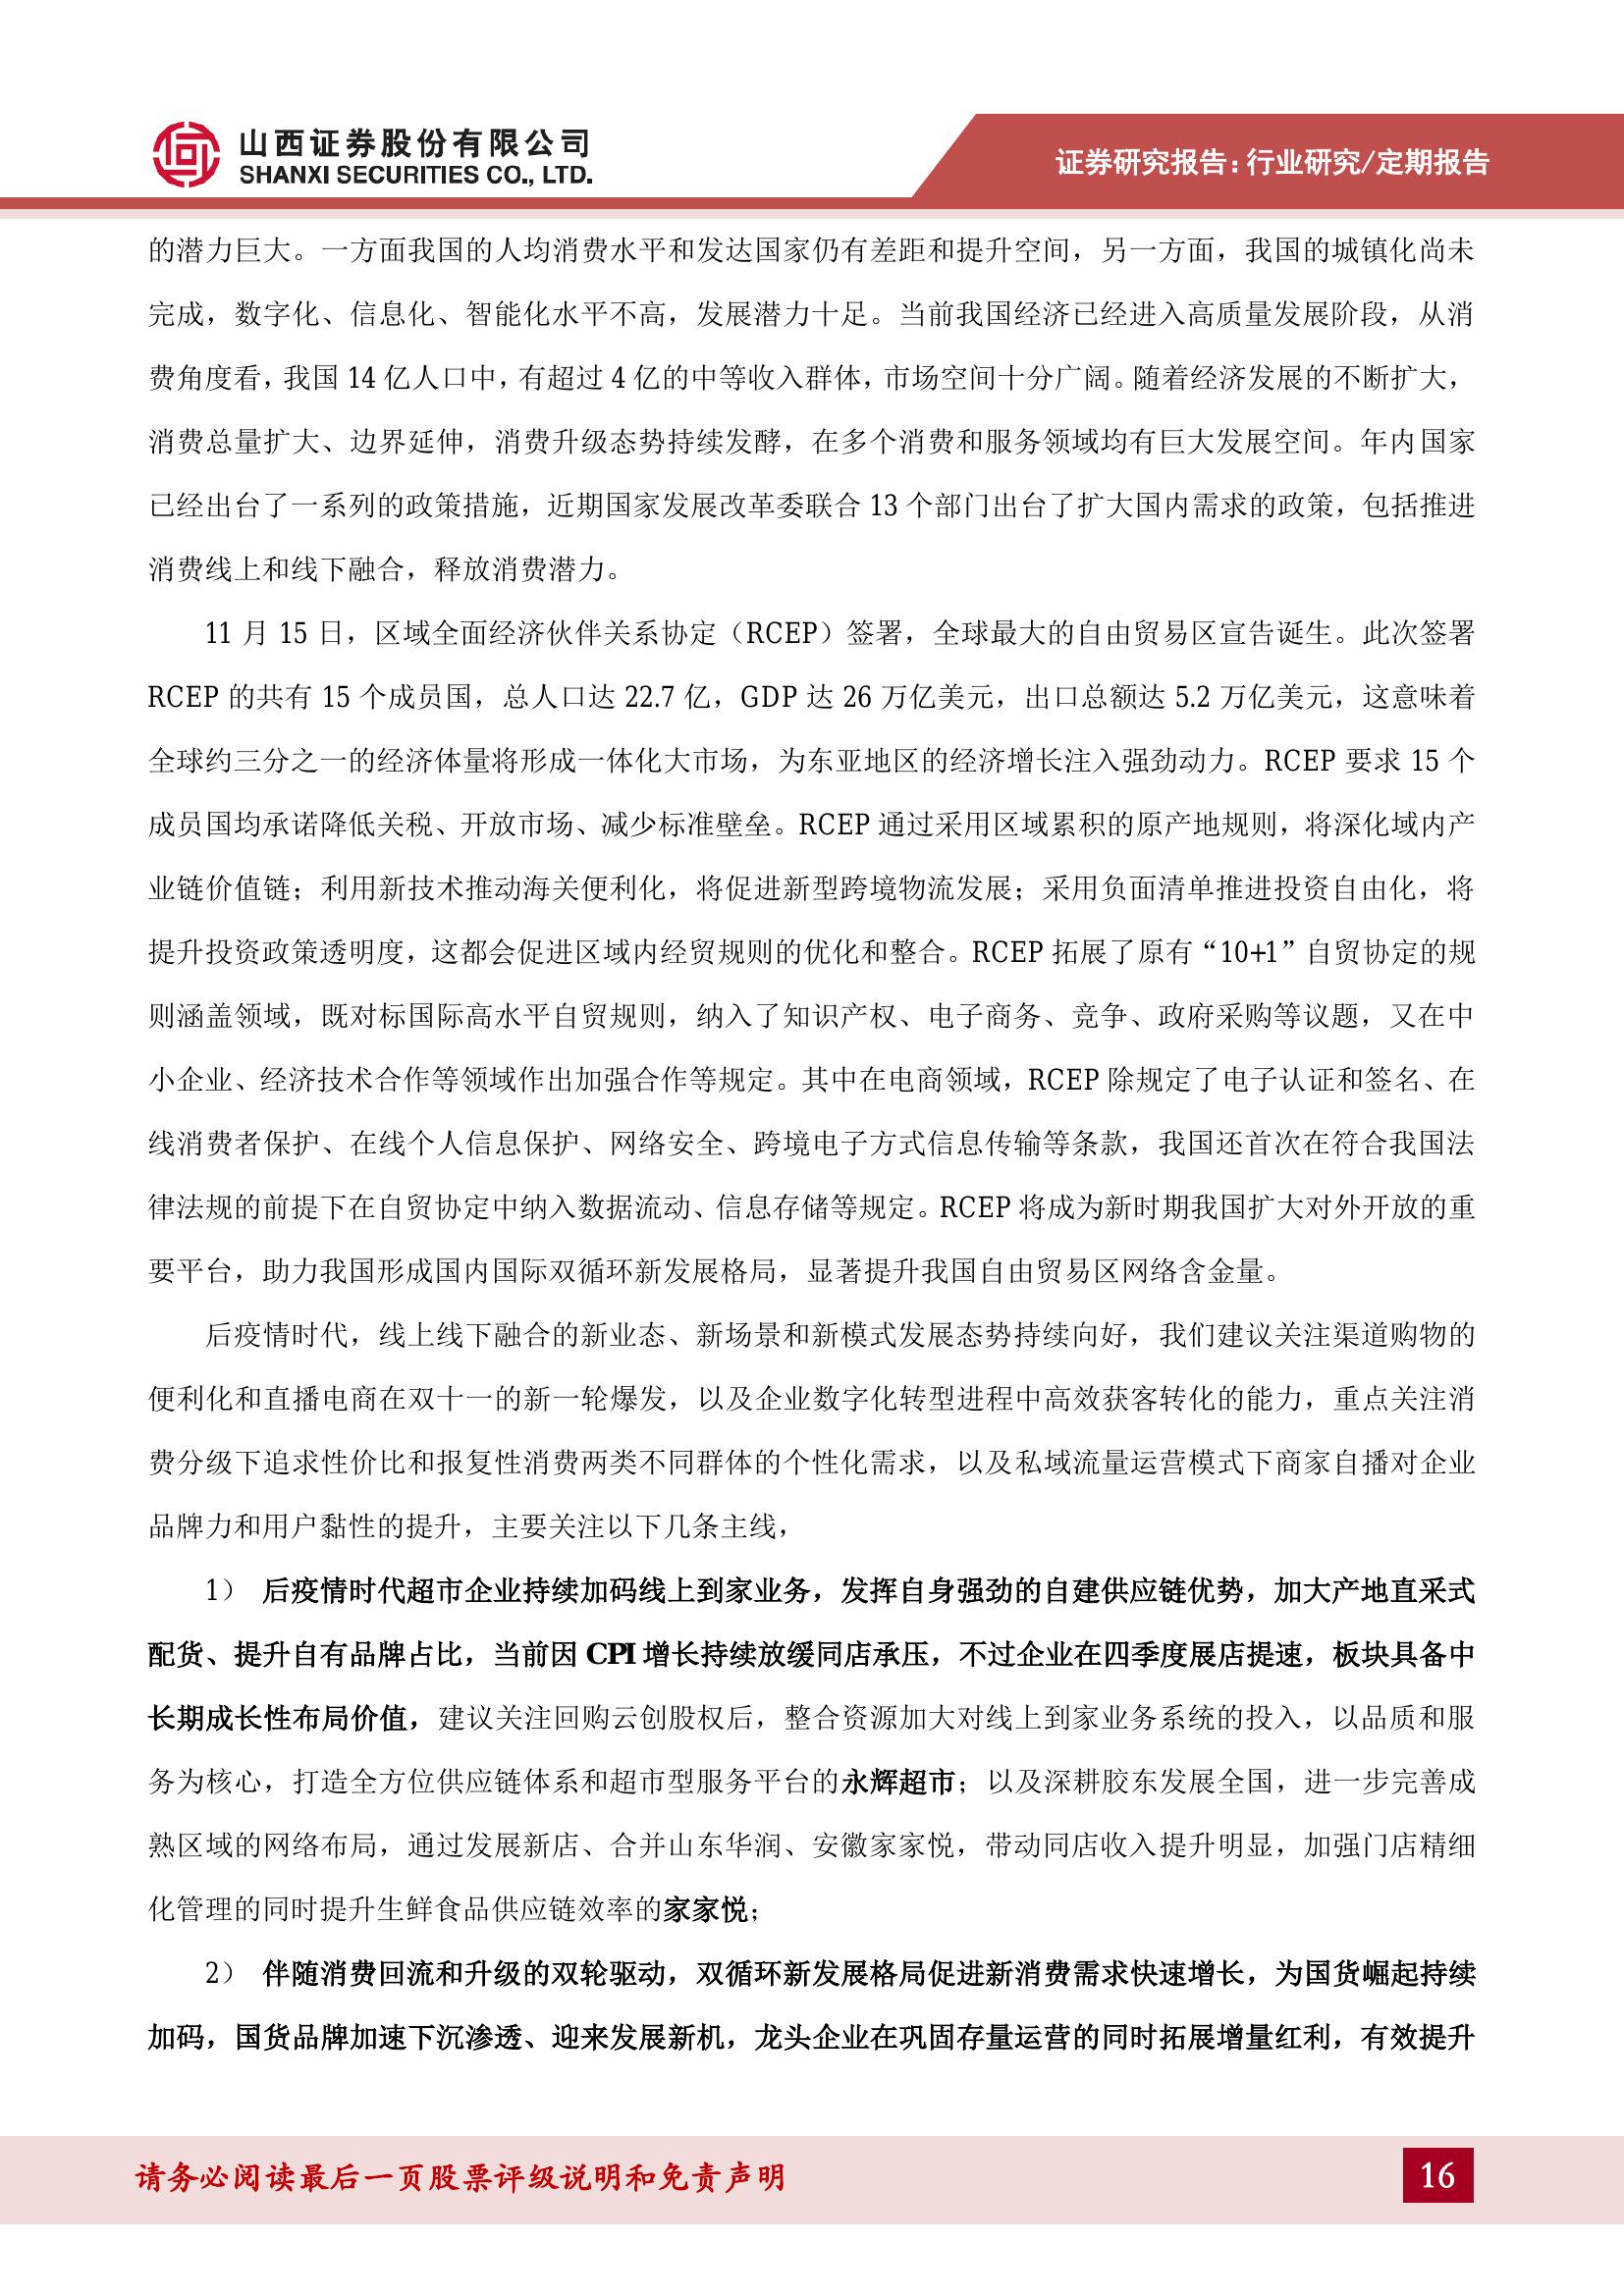 山西证券股份有限公司
SHANXI SECURITIES CO., LTD.
证券研究报告：行业研究/定期报告
的潜力巨大。一方面我国的人均消费水平和发达国家仍有差距和提升空间，另一方面，我国的城镇化尚未
完成，数字化、信息化、智能化水平不高，发展潜力十足。当前我国经济已经进入高质量发展阶段，从消
费角度看，我国 14 亿人口中，有超过 4 亿的中等收入群体，市场空间十分广阔。随着经济发展的不断扩大，
消费总量扩大、边界延伸，消费升级态势持续发酵，在多个消费和服务领域均有巨大发展空间。年内国家
已经出台了一系列的政策措施，近期国家发展改革委联合 13 个部门出台了扩大国内需求的政策，包括推进
消费线上和线下融合，释放消费潜力。
11 月 15 日，区域全面经济伙伴关系协定（RCEP）签署，全球最大的自由贸易区宣告诞生。此次签署
RCEP 的共有 15 个成员国，总人口达 22.7 亿，GDP 达 26 万亿美元，出口总额达 5.2 万亿美元，这意味着
全球约三分之一的经济体量将形成一体化大市场，为东亚地区的经济增长注入强劲动力。RCEP 要求 15 个
成员国均承诺降低关税、开放市场、减少标准壁垒。RCEP 通过采用区域累积的原产地规则，将深化域内产
业链价值链；利用新技术推动海关便利化，将促进新型跨境物流发展；采用负面清单推进投资自由化，将
提升投资政策透明度，这都会促进区域内经贸规则的优化和整合。RCEP 拓展了原有“10+1”自贸协定的规
则涵盖领域，既对标国际高水平自贸规则，纳入了知识产权、电子商务、竞争、政府采购等议题，又在中
小企业、经济技术合作等领域作出加强合作等规定。其中在电商领域，RCEP 除规定了电子认证和签名、在
线消费者保护、在线个人信息保护、网络安全、跨境电子方式信息传输等条款，我国还首次在符合我国法
律法规的前提下在自贸协定中纳入数据流动、信息存储等规定。RCEP 将成为新时期我国扩大对外开放的重
要平台，助力我国形成国内国际双循环新发展格局，显著提升我国自由贸易区网络含金量。
后疫情时代，线上线下融合的新业态、新场景和新模式发展态势持续向好，我们建议关注渠道购物的
便利化和直播电商在双十一的新一轮爆发，以及企业数字化转型进程中高效获客转化的能力，重点关注消
费分级下追求性价比和报复性消费两类不同群体的个性化需求，以及私域流量运营模式下商家自播对企业
品牌力和用户黏性的提升，主要关注以下几条主线，
1） 后疫情时代超市企业持续加码线上到家业务，发挥自身强劲的自建供应链优势，加大产地直采式
配货、提升自有品牌占比，当前因 CPI 增长持续放缓同店承压，不过企业在四季度展店提速，板块具备中
长期成长性布局价值，建议关注回购云创股权后，整合资源加大对线上到家业务系统的投入，以品质和服
务为核心，打造全方位供应链体系和超市型服务平台的永辉超市；以及深耕胶东发展全国，进一步完善成
熟区域的网络布局，通过发展新店、合并山东华润、安徽家家悦，带动同店收入提升明显，加强门店精细
化管理的同时提升生鲜食品供应链效率的家家悦；
2） 伴随消费回流和升级的双轮驱动，双循环新发展格局促进新消费需求快速增长，为国货崛起持续
加码，国货品牌加速下沉渗透、迎来发展新机，龙头企业在巩固存量运营的同时拓展增量红利，有效提升
请务必阅读最后一页股票评级说明和免责声明
16